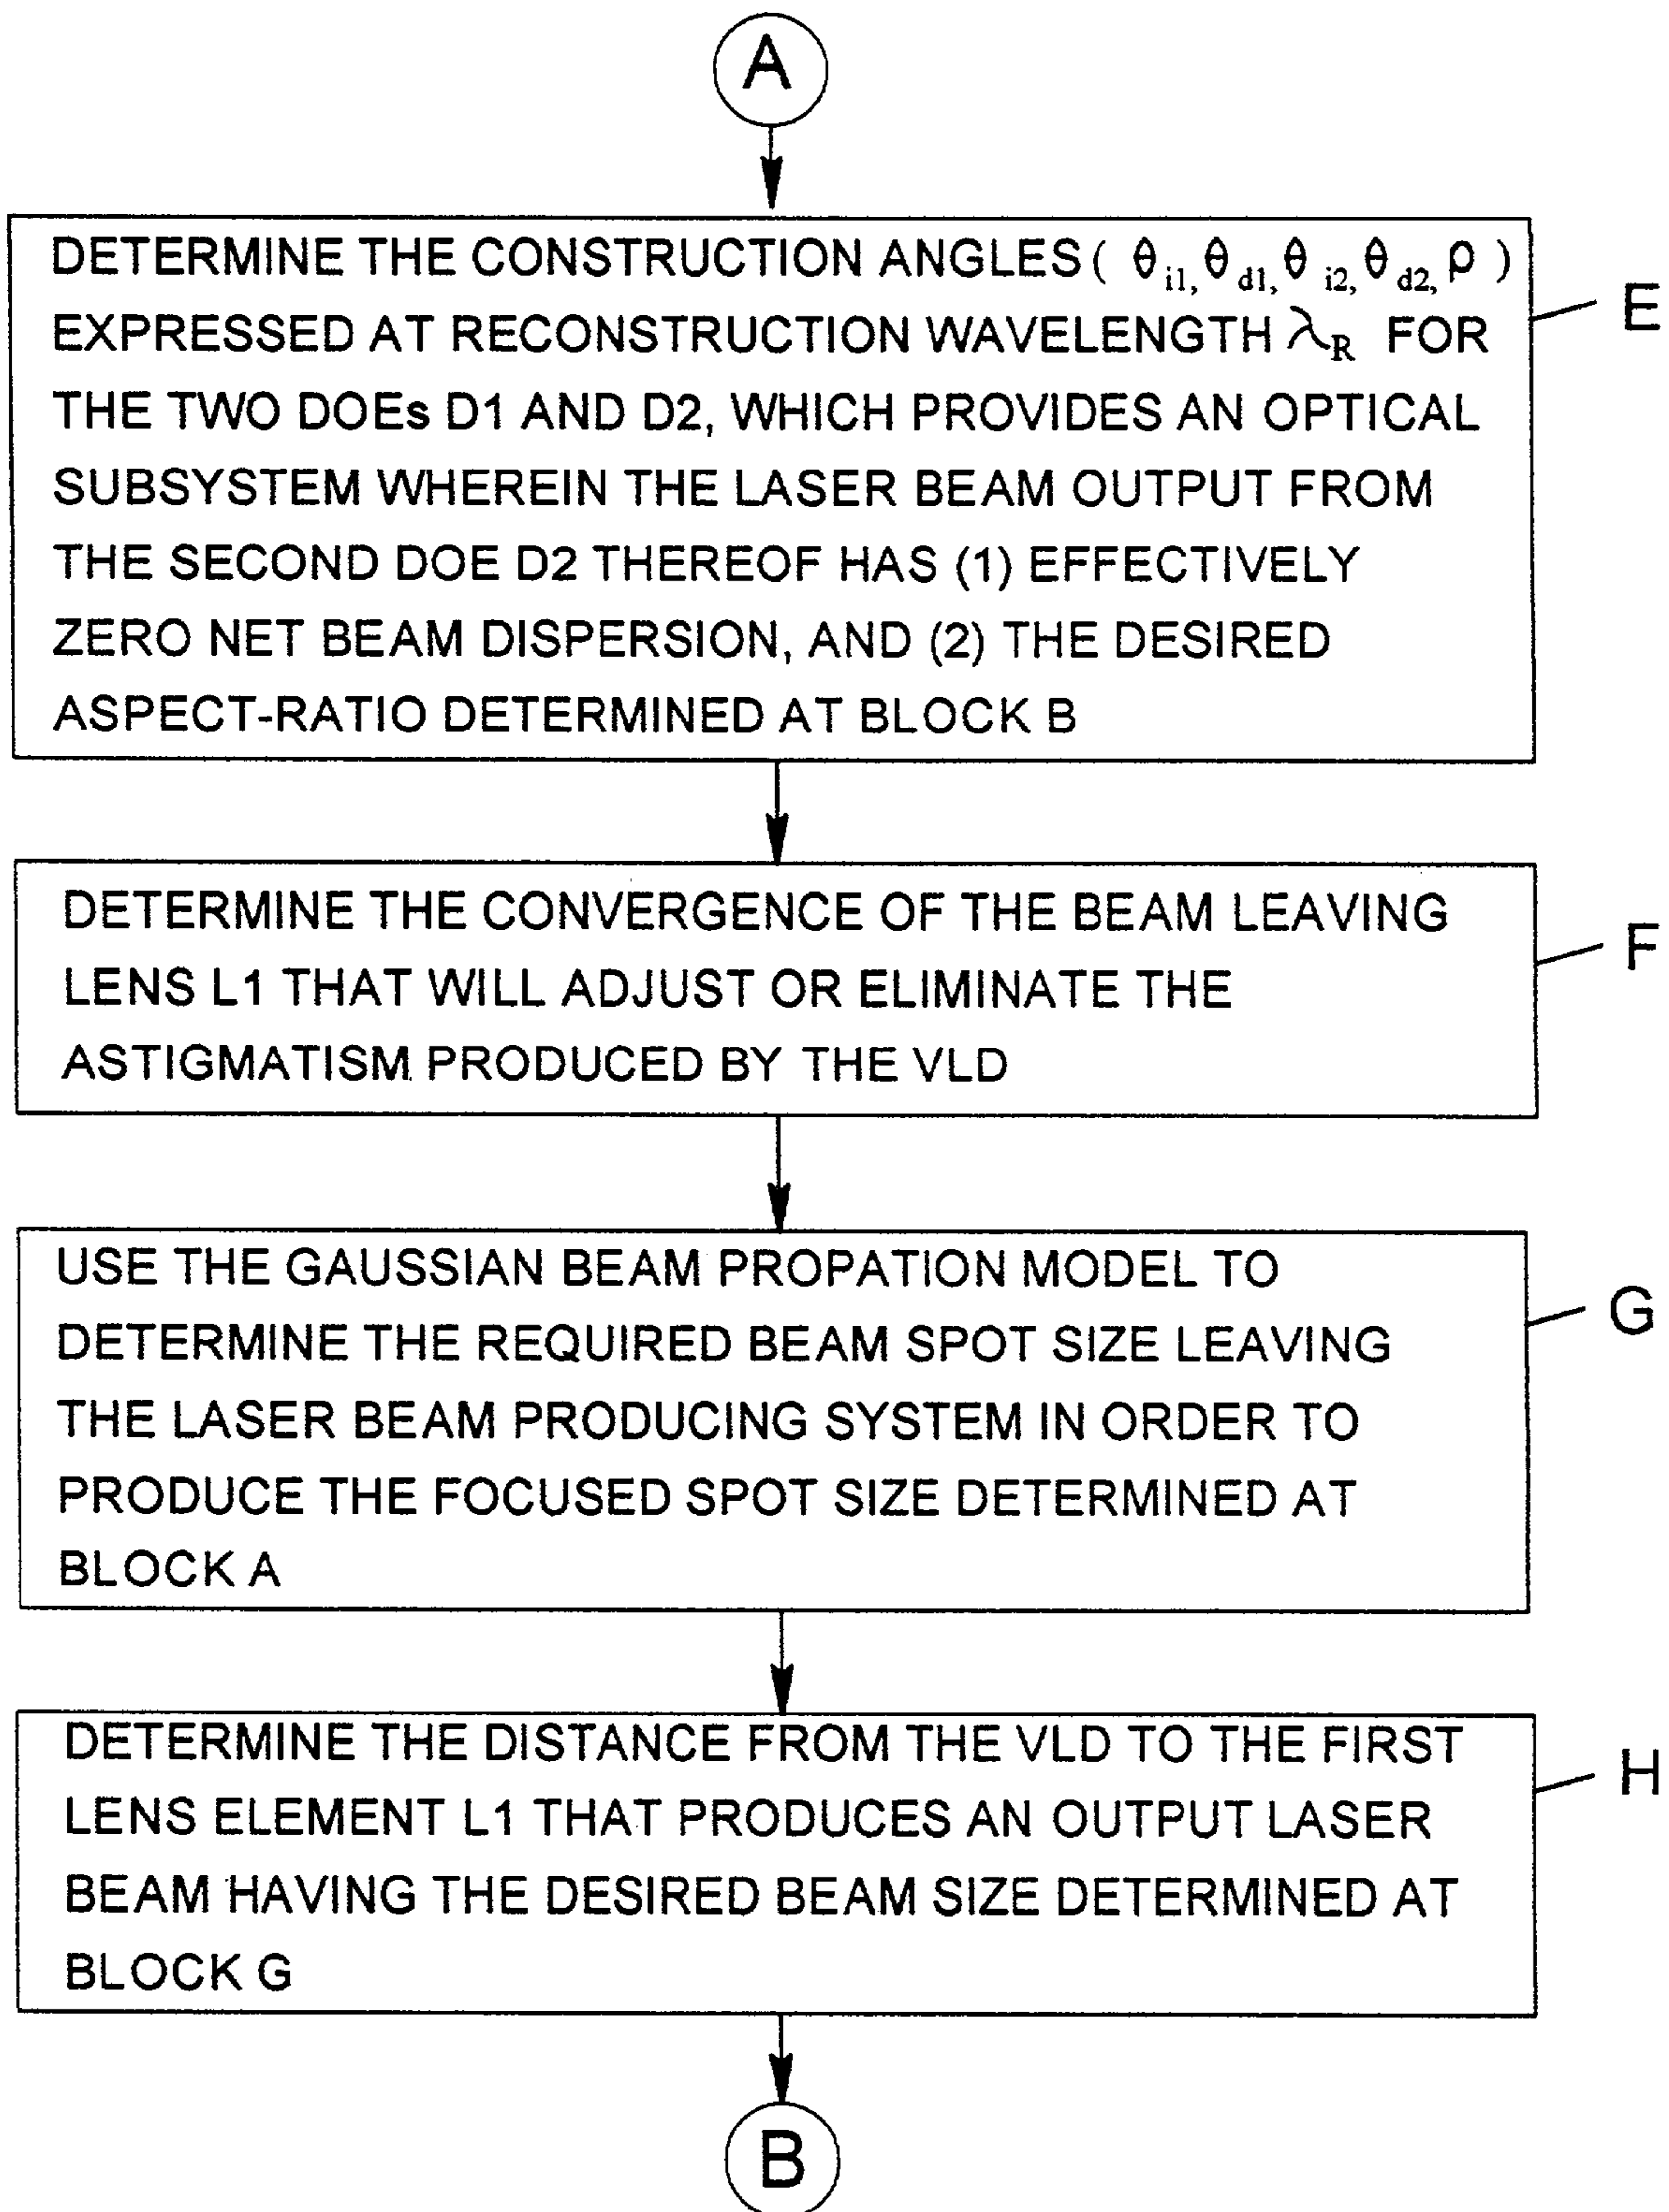 A
DETERMINE THE CONSTRUCTION ANGLES ( θi1, θd1, θi2, θd2, ρ )
EXPRESSED AT RECONSTRUCTION WAVELENGTH λR FOR
THE TWO DOEs D1 AND D2, WHICH PROVIDES AN OPTICAL
SUBSYSTEM WHEREIN THE LASER BEAM OUTPUT FROM
THE SECOND DOE D2 THEREOF HAS (1) EFFECTIVELY
ZERO NET BEAM DISPERSION, AND (2) THE DESIRED
ASPECT-RATIO DETERMINED AT BLOCK B
E
DETERMINE THE CONVERGENCE OF THE BEAM LEAVING
LENS L1 THAT WILL ADJUST OR ELIMINATE THE
ASTIGMATISM PRODUCED BY THE VLD
F
USE THE GAUSSIAN BEAM PROPATION MODEL TO
DETERMINE THE REQUIRED BEAM SPOT SIZE LEAVING
THE LASER BEAM PRODUCING SYSTEM IN ORDER TO
PRODUCE THE FOCUSED SPOT SIZE DETERMINED AT
BLOCK A
G
DETERMINE THE DISTANCE FROM THE VLD TO THE FIRST
LENS ELEMENT L1 THAT PRODUCES AN OUTPUT LASER
BEAM HAVING THE DESIRED BEAM SIZE DETERMINED AT
BLOCK G
H
B